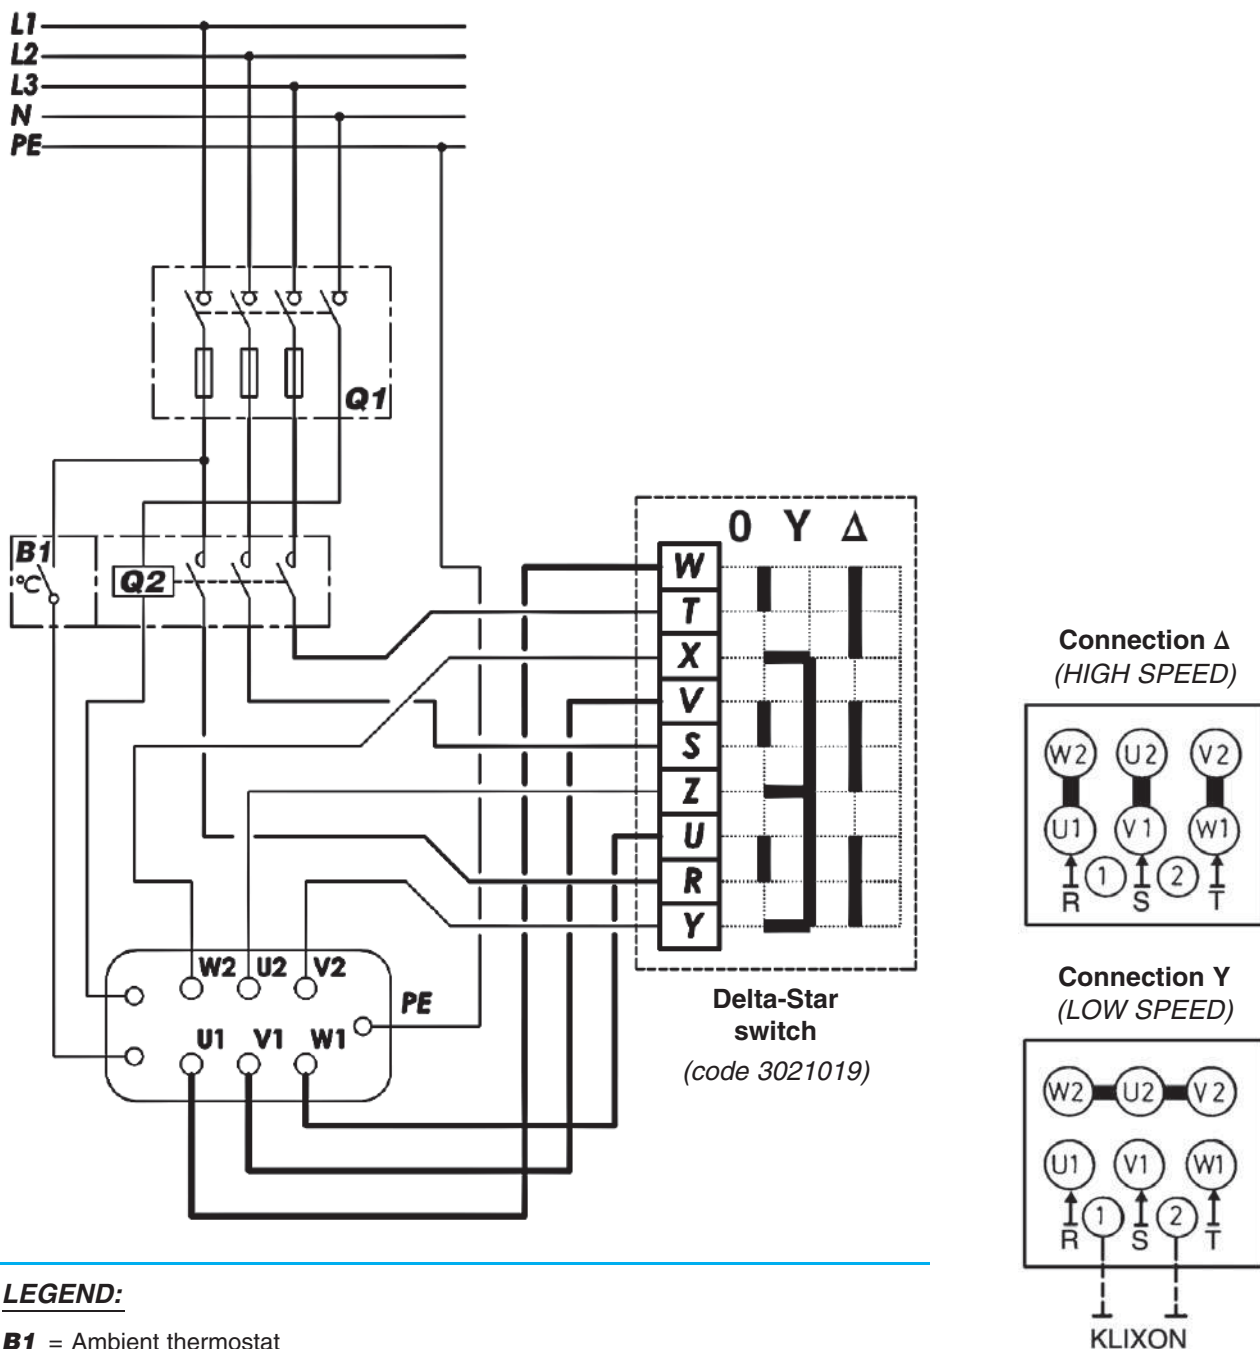 L1
L2
L3
N
PE
Q1
B1
°C
Q2
0 Y Δ
W
T
X
V
S
Z
U
R
Y
Delta-Star
switch
(code 3021019)
W2 U2 V2
PE
U1 V1 W1
Connection Δ
(HIGH SPEED)
W2 U2 V2
U1 V1 W1
1 2
R S T
Connection Y
(LOW SPEED)
W2 U2 V2
U1 V1 W1
1 2
R S T
KLIXON
LEGEND:
B1 = Ambient thermostat